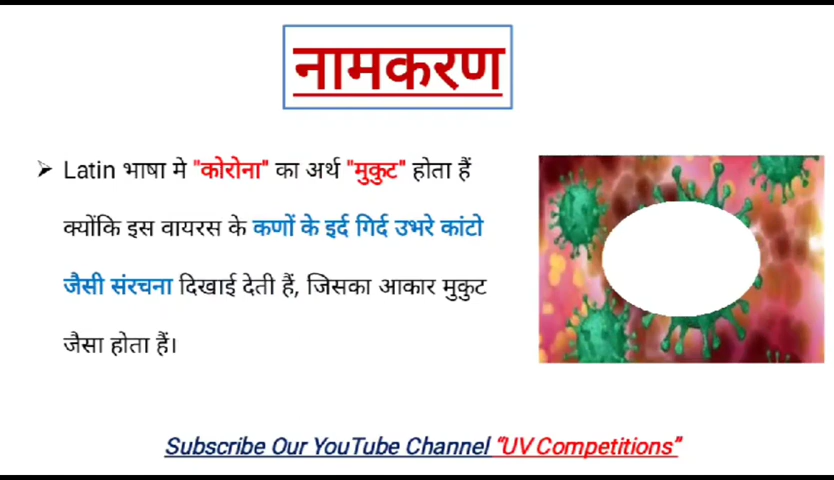 नामकरण
➢ Latin भाषा मे "कोरोना" का अर्थ "मुकुट" होता हैं
क्योंकि इस वायरस के कणों के इर्द गिर्द उभरे कांटो
जैसी संरचना दिखाई देती हैं, जिसका आकार मुकुट
जैसा होता हैं।
Subscribe Our YouTube Channel “UV Competitions”